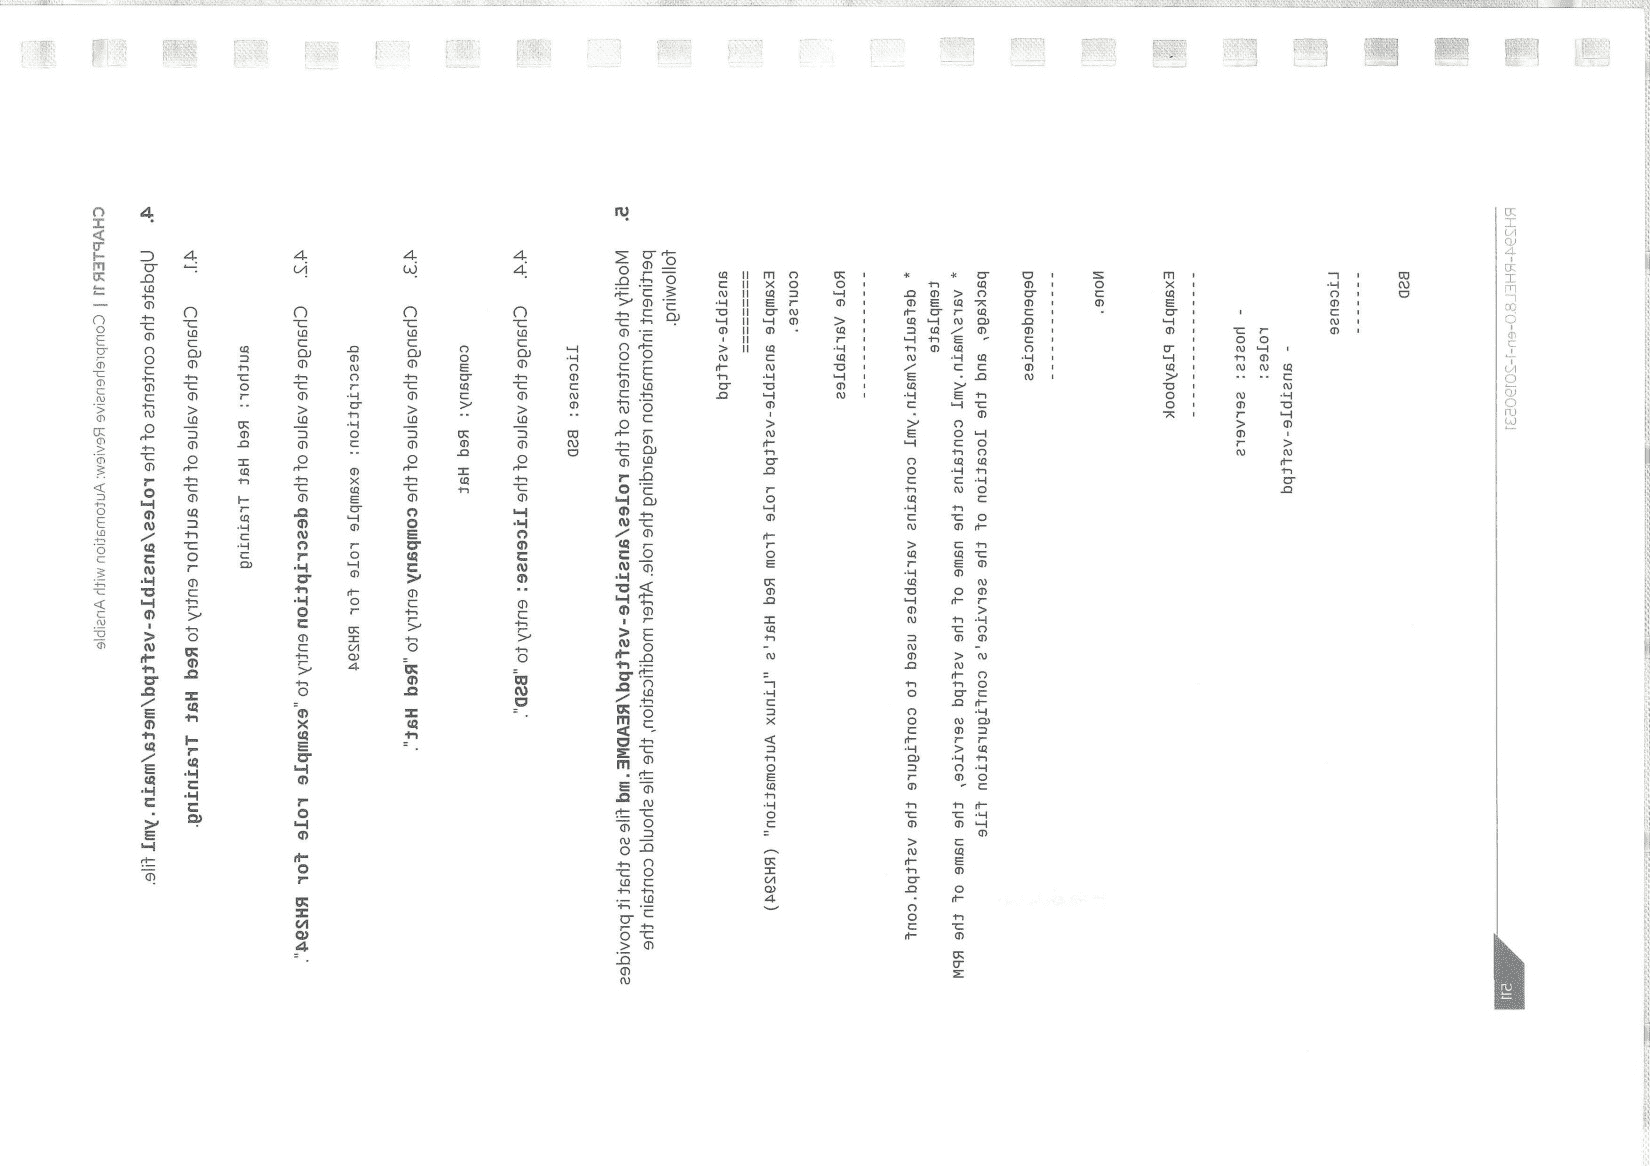 CHAPTER 11 | Comprehensive Review: Automation with Ansible
4. Update the contents of the roles/ansible-vsftpd/meta/main.yml file.
4.1. Change the value of the author entry to Red Hat Training.
author: Red Hat Training
4.2. Change the value of the description entry to "example role for RH294".
description: example role for RH294
4.3. Change the value of the company entry to "Red Hat".
company: Red Hat
4.4. Change the value of the license: entry to "BSD".
license: BSD
5. Modify the contents of the roles/ansible-vsftpd/README.md file so that it provides
pertinent information regarding the role. After modification, the file should contain the
following.
ansible-vsftpd
=========
Example ansible-vsftpd role from Red Hat's "Linux Automation" (RH294)
course.
Role Variables
--------------
* defaults/main.yml contains variables used to configure the vsftpd.conf
template
* vars/main.yml contains the name of the vsftpd service, the name of the RPM
package, and the location of the service's configuration file
Dependencies
------------
None.
Example Playbook
----------------
- hosts: servers
roles:
- ansible-vsftpd
License
-------
BSD
RH294-RHEL8.0-en-1-20190531
511